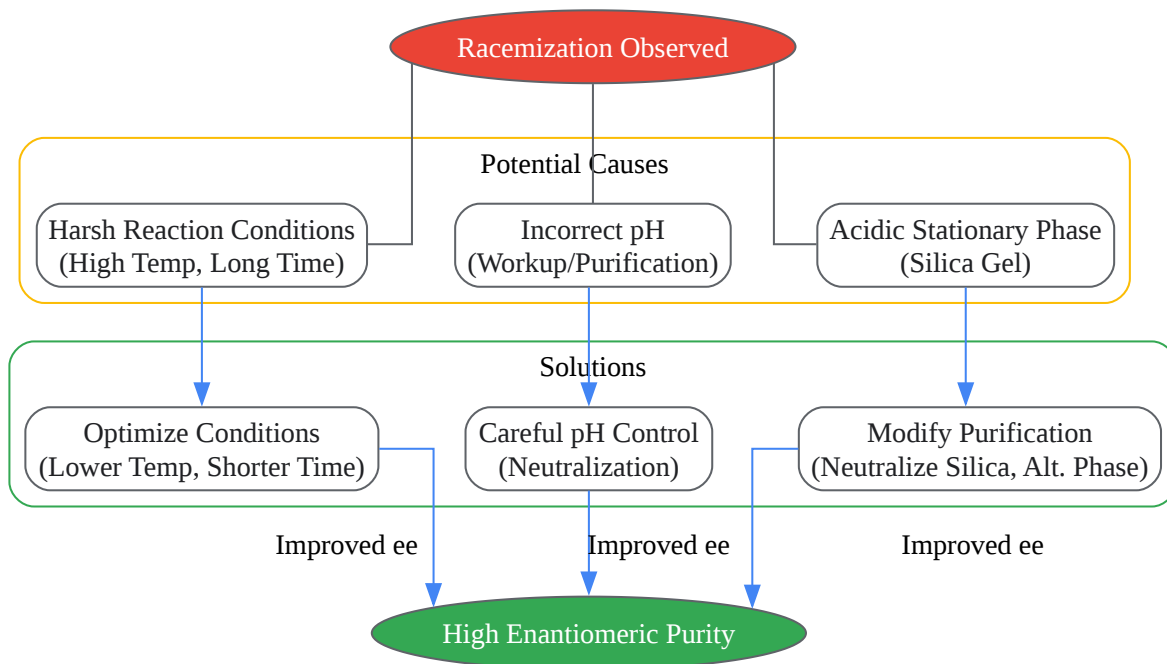 Racemization Observed
Potential Causes
Harsh Reaction Conditions
(High Temp, Long Time)
Incorrect pH
(Workup/Purification)
Acidic Stationary Phase
(Silica Gel)
Solutions
Optimize Conditions
(Lower Temp, Shorter Time)
Careful pH Control
(Neutralization)
Modify Purification
(Neutralize Silica, Alt. Phase)
Improved ee
Improved ee
Improved ee
High Enantiomeric Purity